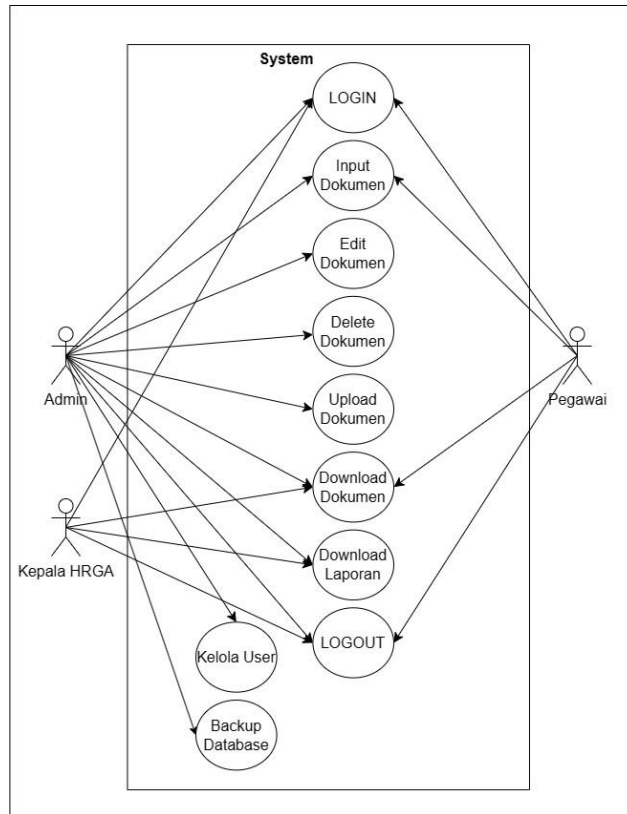 System
LOGIN
Input
Dokumen
Edit
Dokumen
Delete
Dokumen
Admin
Pegawai
Upload
Dokumen
Download
Dokumen
Kepala HRGA
Download
Laporan
Kelola User
LOGOUT
Backup
Database